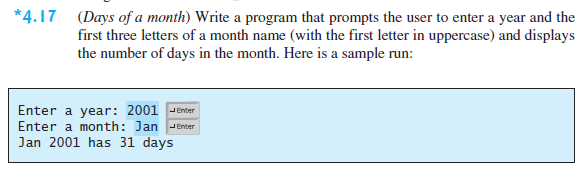 *4.17 (Days of a month) Write a program that prompts the user to enter a year and the
first three letters of a month name (with the first letter in uppercase) and displays
the number of days in the month. Here is a sample run:
Enter a year: 2001 ↵Enter
Enter a month: Jan ↵Enter
Jan 2001 has 31 days